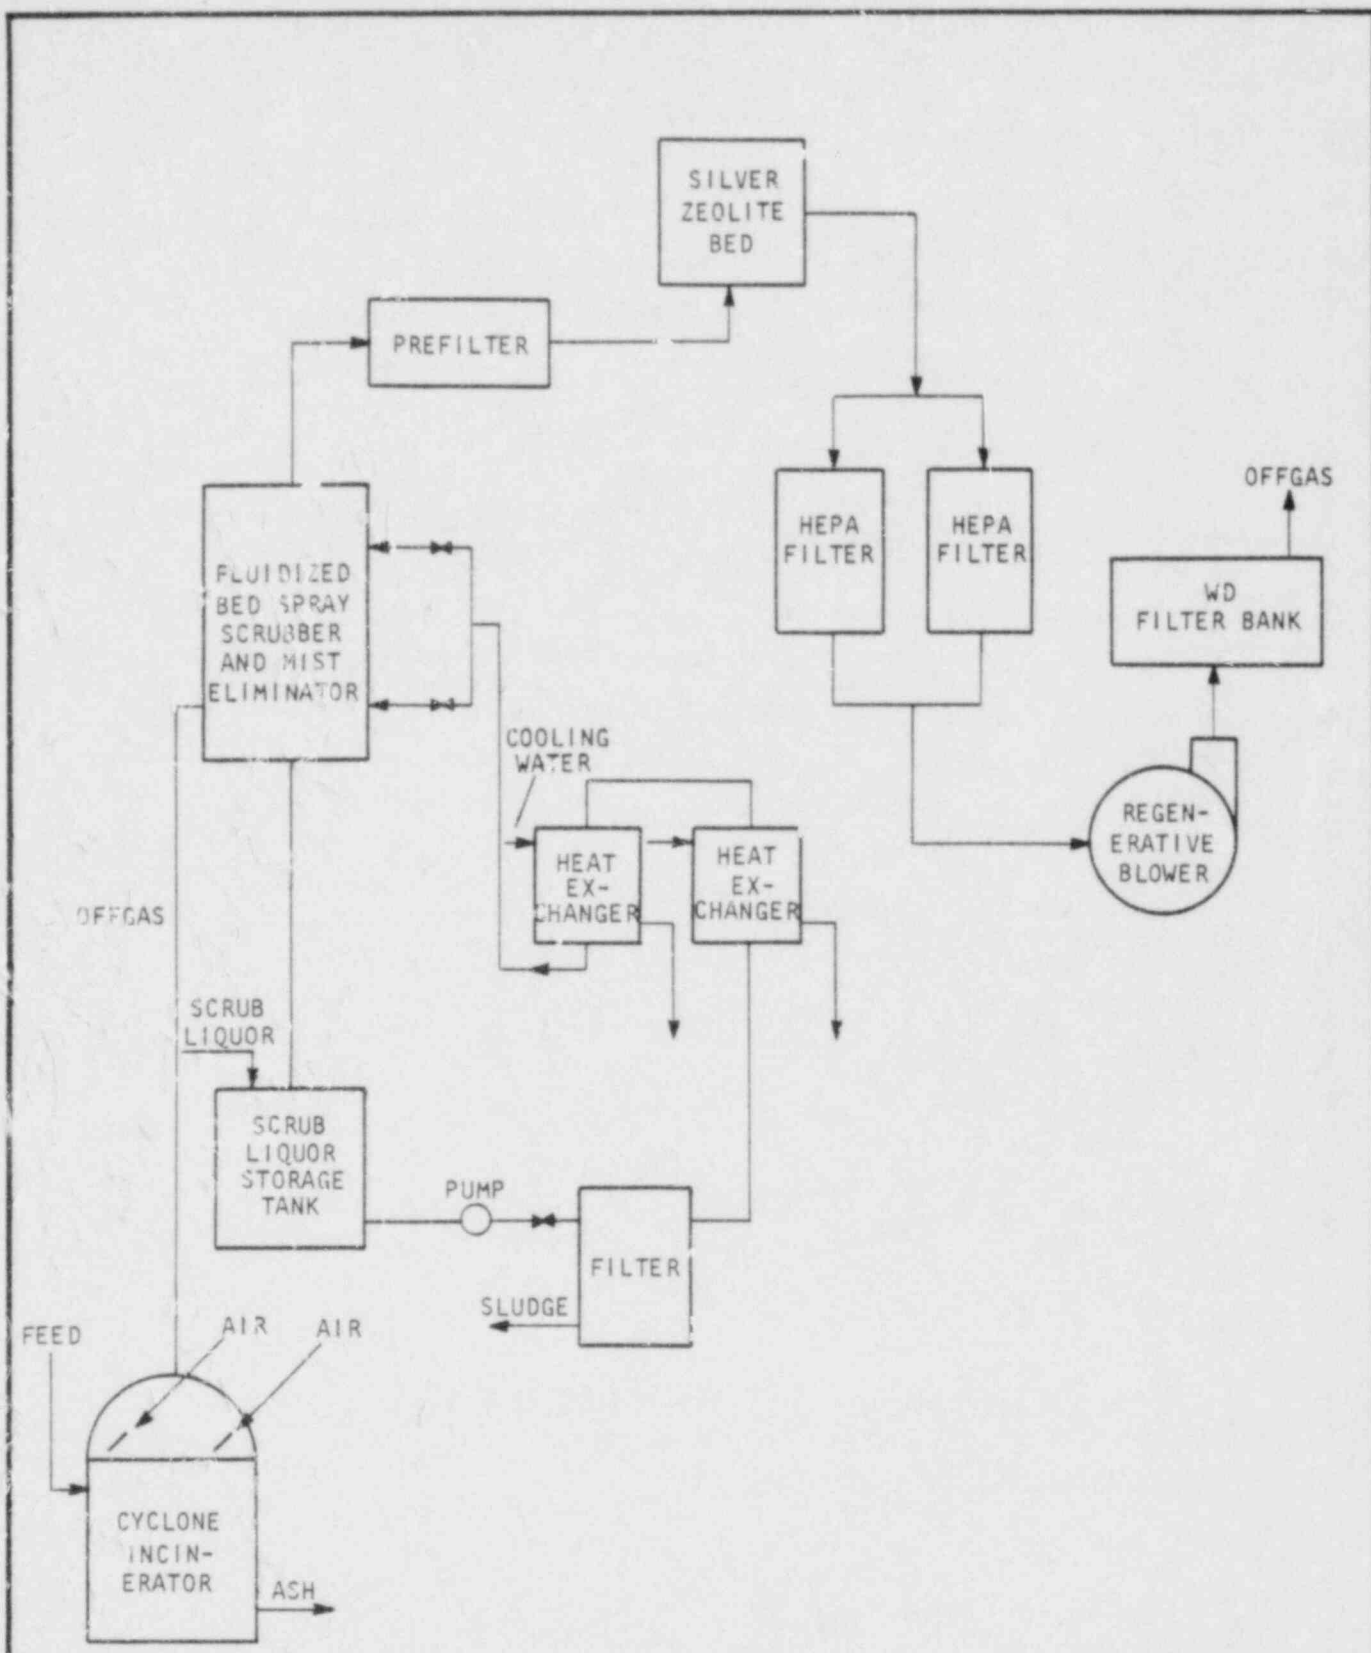 SILVER
ZEOLITE
BED
PREFILTER
OFFGAS
HEPA
FILTER
HEPA
FILTER
WD
FILTER BANK
FLUIDIZED
BED SPRAY
SCRUBBER
AND MIST
ELIMINATOR
COOLING
WATER
REGEN-
ERATIVE
BLOWER
HEAT
EX-
CHANGER
HEAT
EX-
CHANGER
OFFGAS
SCRUB
LIQUOR
SCRUB
LIQUOR
STORAGE
TANK
PUMP
FILTER
SLUDGE
FEED
AIR
AIR
CYCLONE
INCIN-
ERATOR
ASH